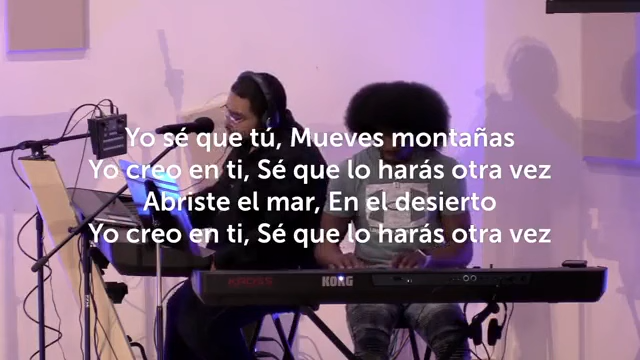 Yo sé que tú, Mueves montañas
Yo creo en ti, Sé que lo harás otra vez
Abriste el mar, En el desierto
Yo creo en ti, Sé que lo harás otra vez
KROSS
KORG